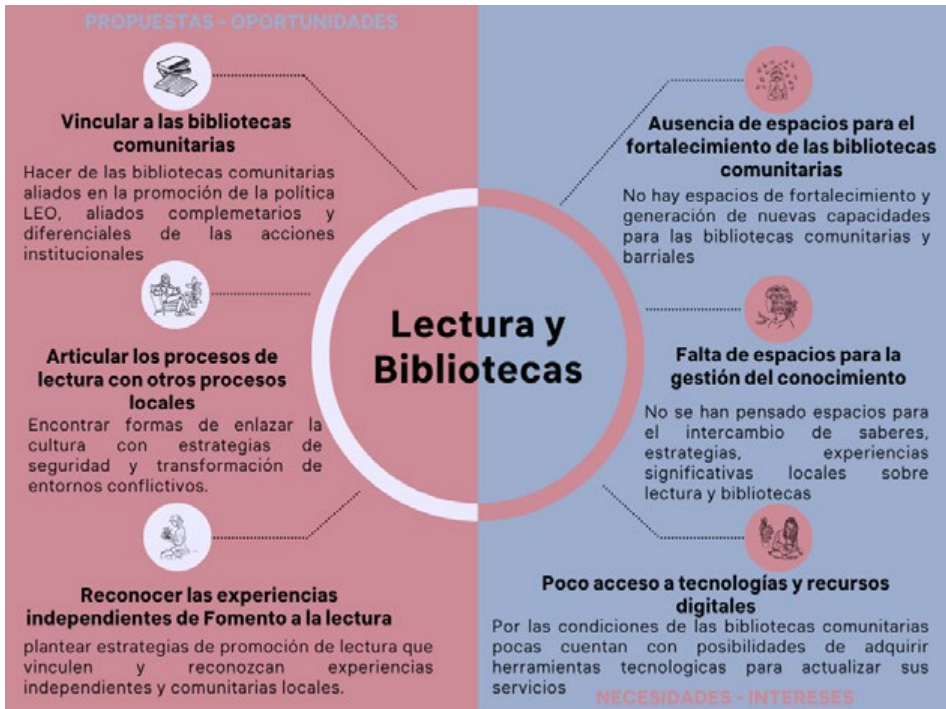 PROPUESTAS - OPORTUNIDADES
Vincular a las bibliotecas
comunitarias
Hacer de las bibliotecas comunitarias
aliados en la promoción de la política
LEO, aliados complemetarios y
diferenciales de las acciones
institucionales
Articular los procesos de
lectura con otros procesos
locales
Encontrar formas de enlazar la
cultura con estrategias de
seguridad y transformación de
entornos conflictivos.
Reconocer las experiencias
independientes de Fomento a la lectura
plantear estrategias de promoción de lectura que
vinculen y reconozcan experiencias
independientes y comunitarias locales.
Lectura y
Bibliotecas
Ausencia de espacios para el
fortalecimiento de las bibliotecas
comunitarias
No hay espacios de fortalecimiento y
generación de nuevas capacidades
para las bibliotecas comunitarias y
barriales
Falta de espacios para la
gestión del conocimiento
No se han pensado espacios para
el intercambio de saberes,
estrategias, experiencias
significativas locales sobre
lectura y bibliotecas
Poco acceso a tecnologías y recursos
digitales
Por las condiciones de las bibliotecas comunitarias
pocas cuentan con posibilidades de adquirir
herramientas tecnologicas para actualizar sus
servicios
NECESIDADES - INTERESES